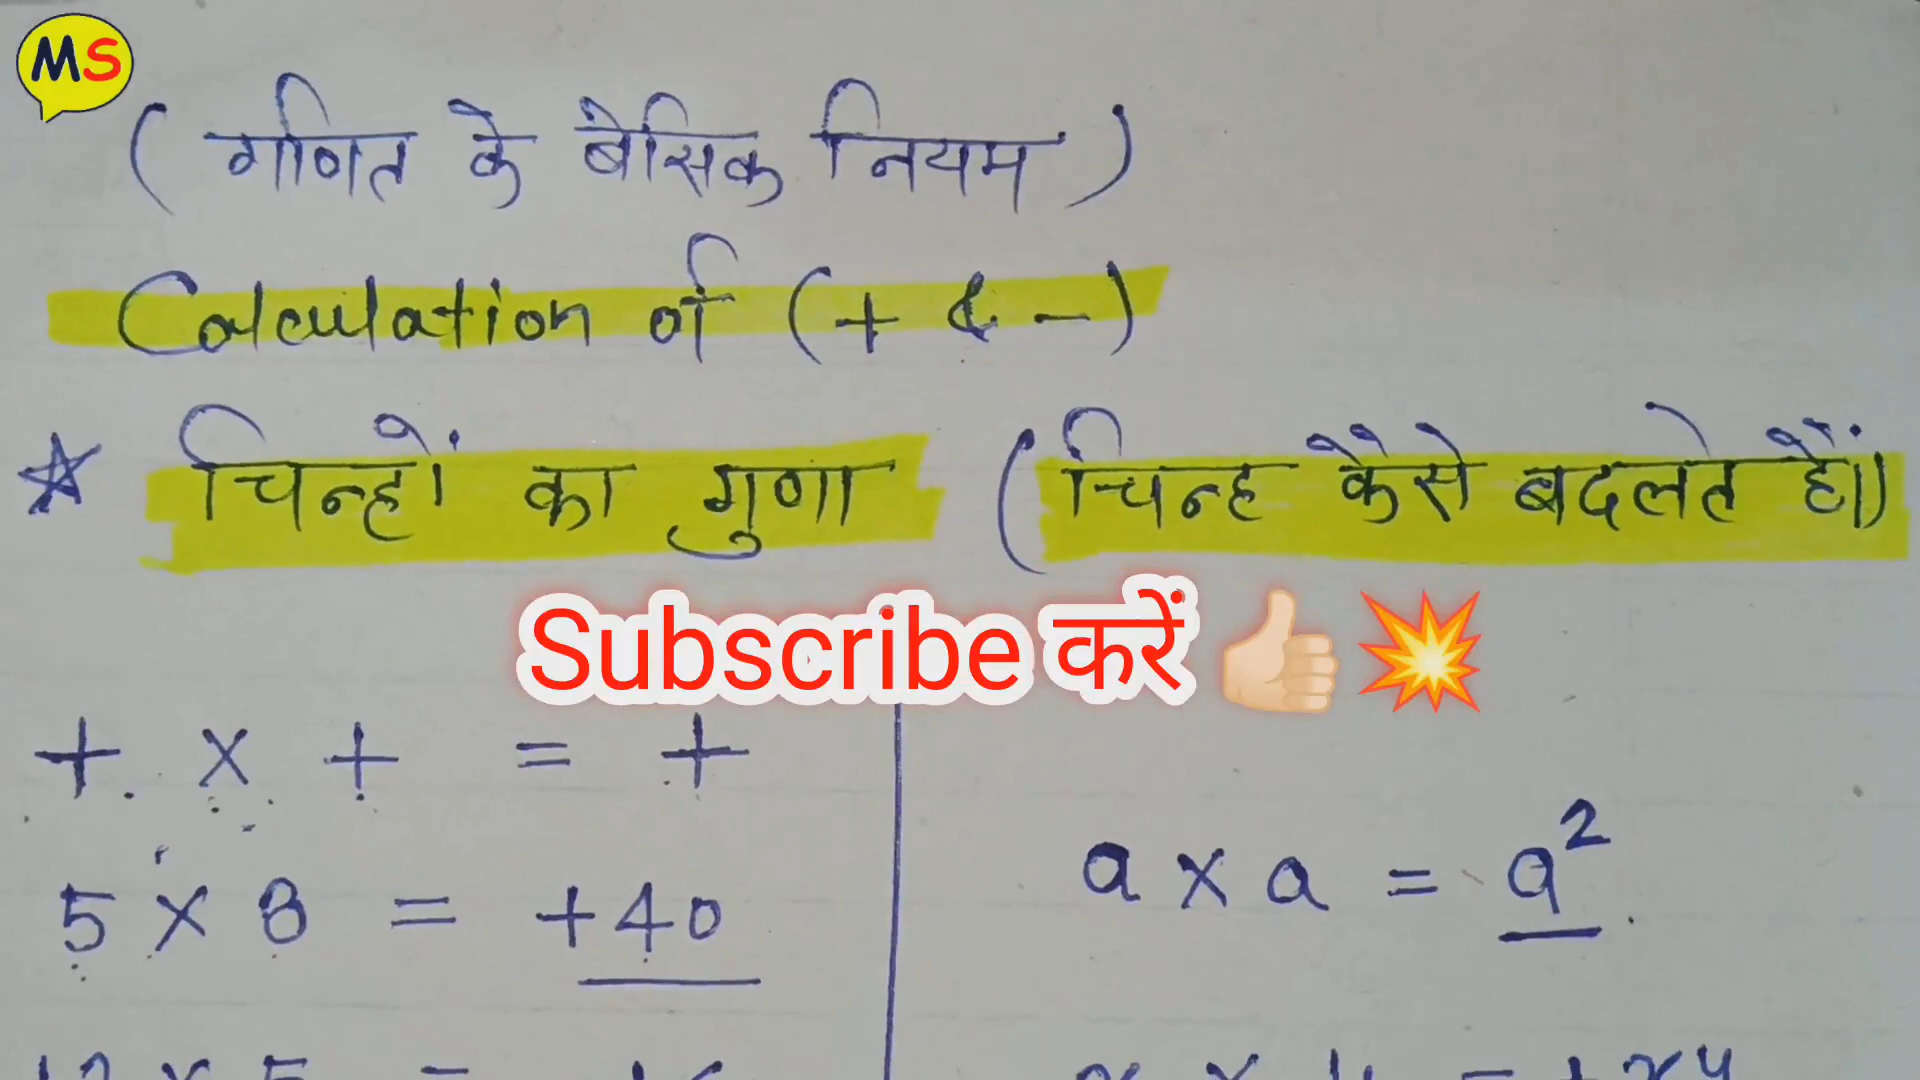 MS
( गणित के बेसिक नियम )
Calculation of ( + & - )
☆ चिन्हों का गुणा ( चिन्ह कैसे बदलते हैं।)
Subscribe करें 👍🏻💥
+ x + = +
5 x 8 = +40
a x a = a²